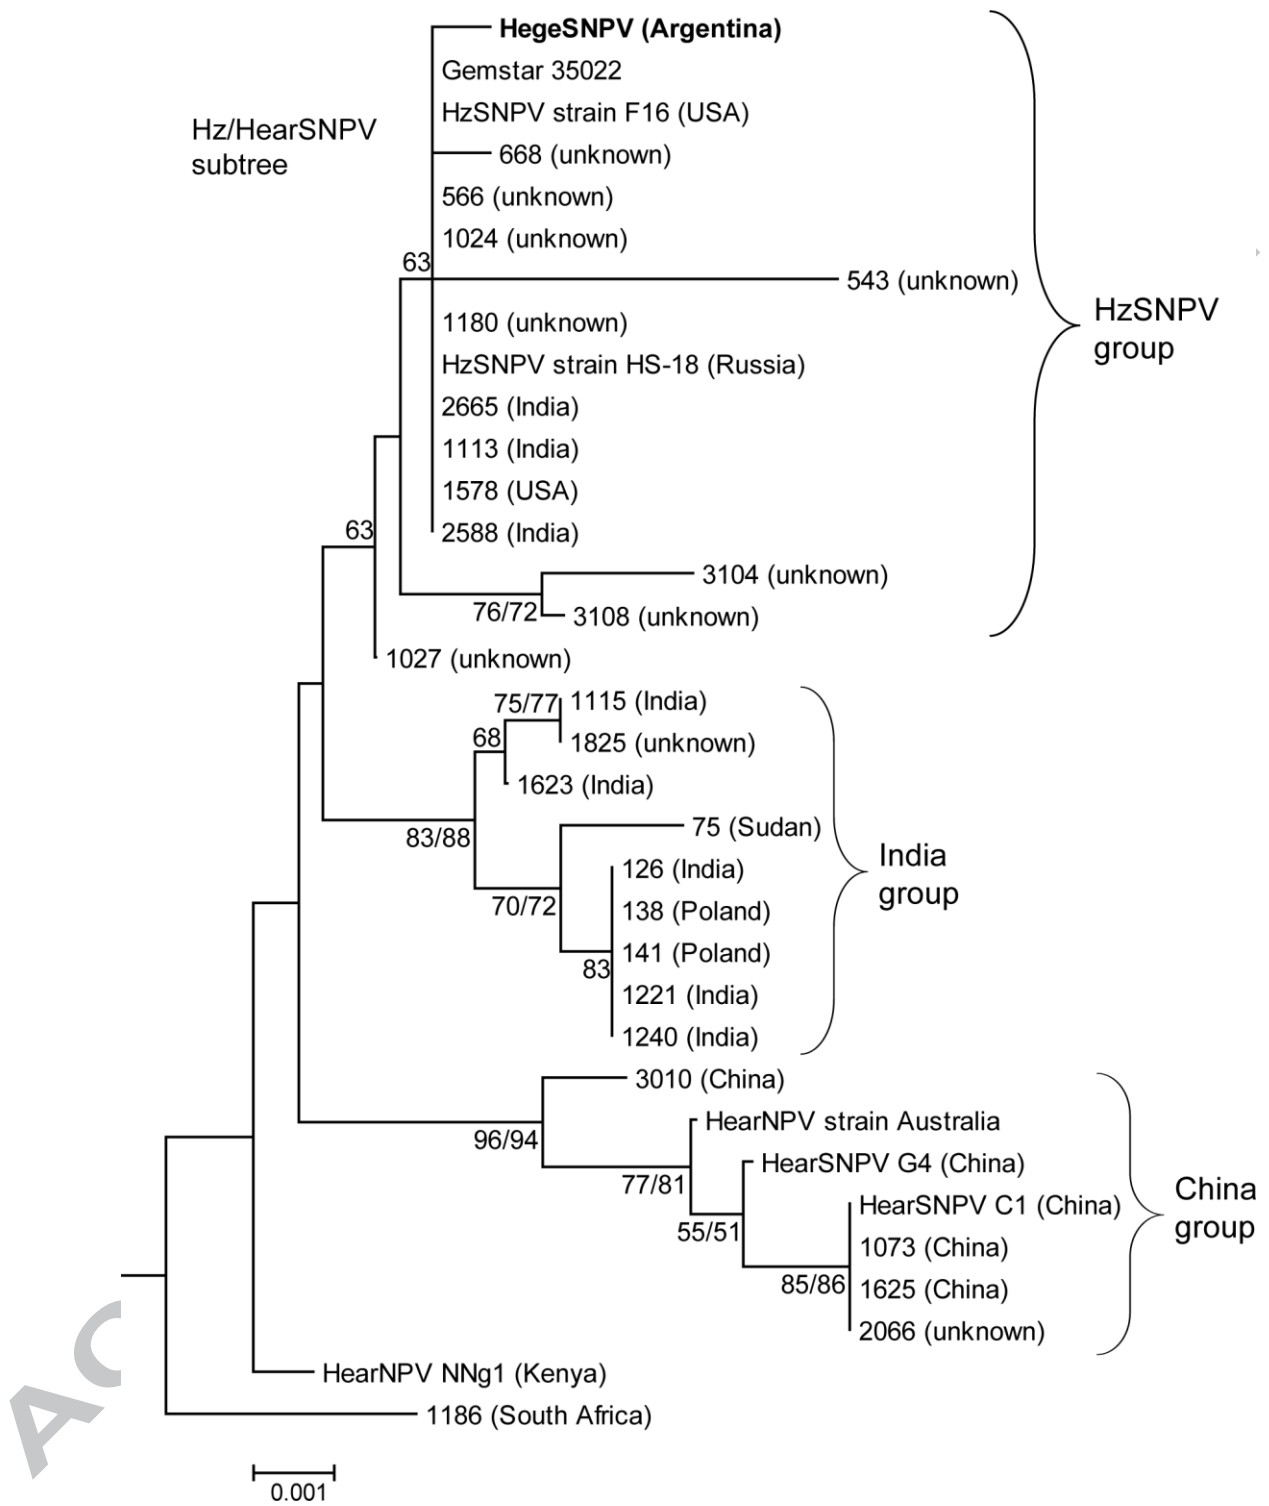 HegeSNPV (Argentina)
Gemstar 35022
HzSNPV strain F16 (USA)
Hz/HearSNPV
subtree
668 (unknown)
566 (unknown)
1024 (unknown)
63
543 (unknown)
HzSNPV
group
1180 (unknown)
HzSNPV strain HS-18 (Russia)
2665 (India)
1113 (India)
1578 (USA)
63
2588 (India)
3104 (unknown)
76/72
3108 (unknown)
1027 (unknown)
75/77
1115 (India)
68
1825 (unknown)
1623 (India)
75 (Sudan)
83/88
India
group
126 (India)
70/72
138 (Poland)
141 (Poland)
83
1221 (India)
1240 (India)
3010 (China)
HearNPV strain Australia
96/94
HearSNPV G4 (China)
77/81
China
group
HearSNPV C1 (China)
55/51
1073 (China)
85/86
1625 (China)
2066 (unknown)
HearNPV NNg1 (Kenya)
1186 (South Africa)
0.001
AC